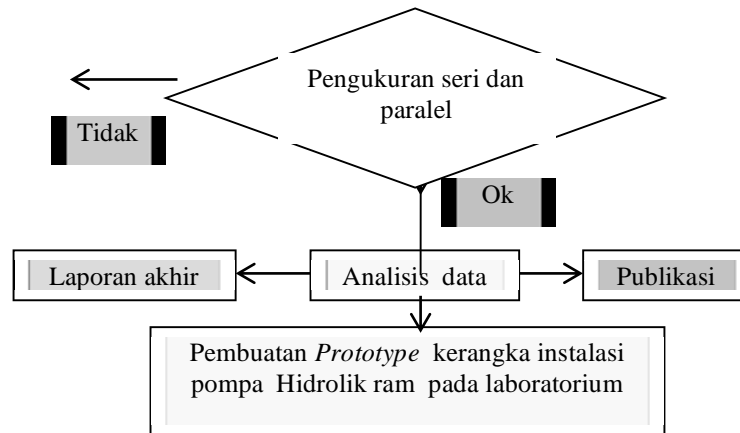 Pengukuran seri dan
paralel
Tidak
Ok
Laporan akhir
Analisis data
Publikasi
Pembuatan Prototype kerangka instalasi
pompa Hidrolik ram pada laboratorium